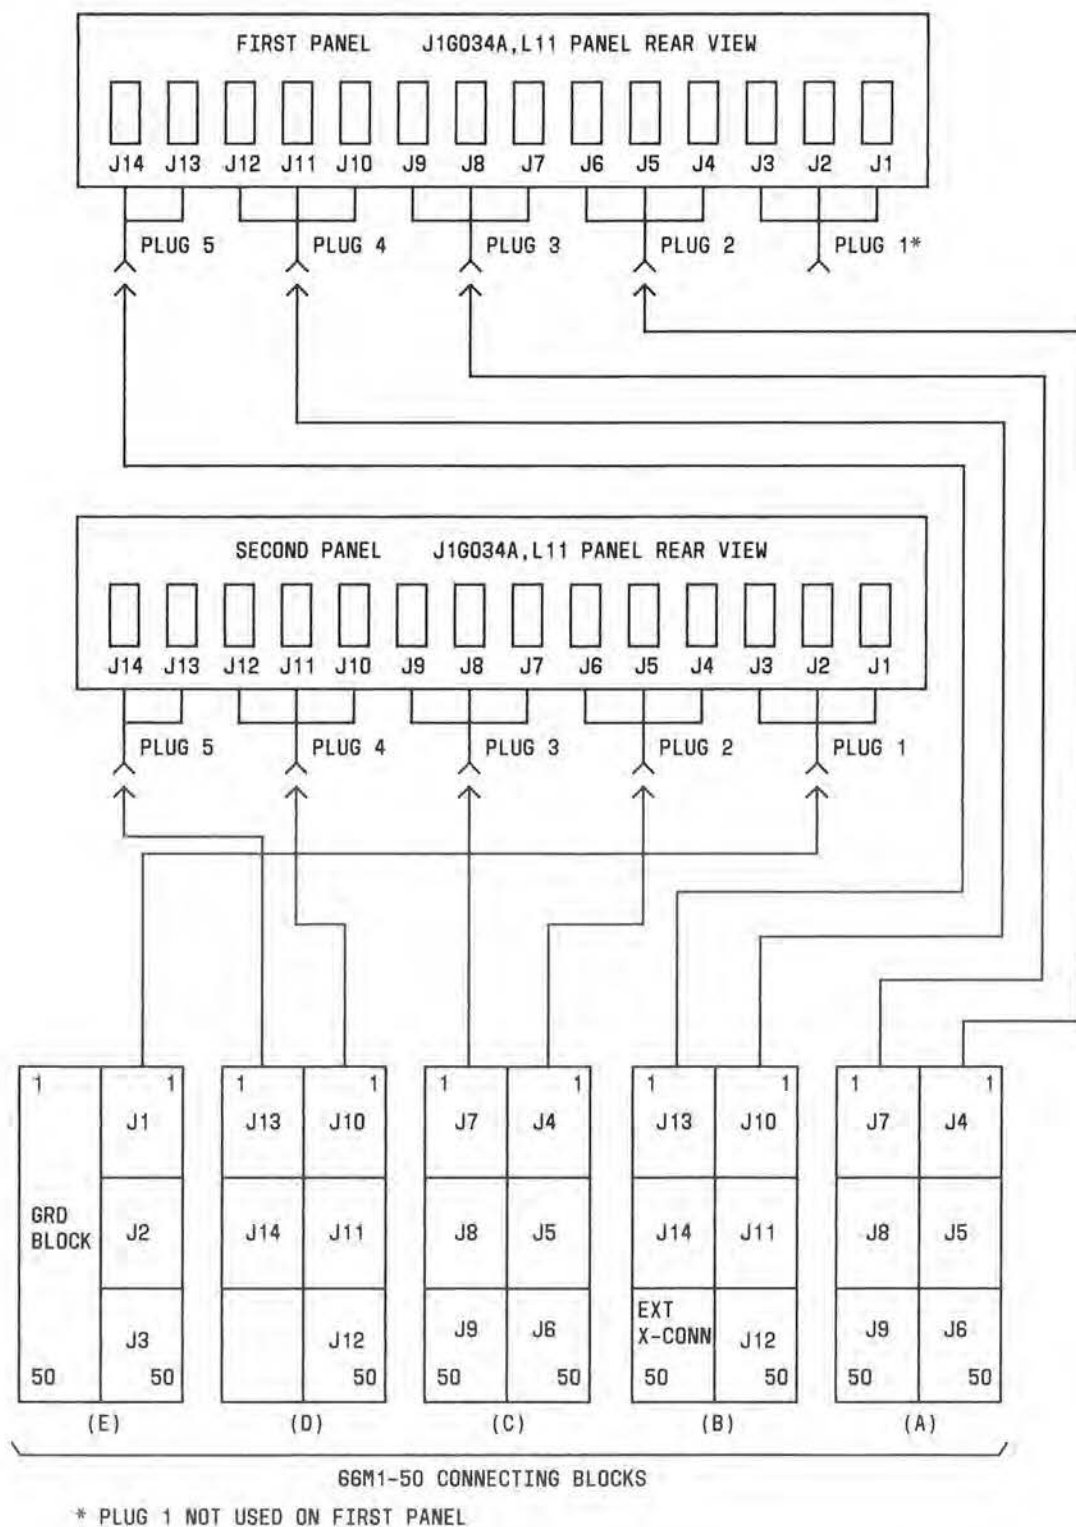 FIRST PANEL J1G034A,L11 PANEL REAR VIEW
J14 J13 J12 J11 J10 J9 J8 J7 J6 J5 J4 J3 J2 J1
PLUG 5 PLUG 4 PLUG 3 PLUG 2 PLUG 1*
SECOND PANEL J1G034A,L11 PANEL REAR VIEW
J14 J13 J12 J11 J10 J9 J8 J7 J6 J5 J4 J3 J2 J1
PLUG 5 PLUG 4 PLUG 3 PLUG 2 PLUG 1
1 1 1 1 1 1 1 1 1 1
J1 J13 J10 J7 J4 J13 J10 J7 J4
GRD
BLOCK J2 J14 J11 J8 J5 J14 J11 J8 J5
EXT
X-CONN
J3 J12 J9 J6 J12 J9 J6
50 50 50 50 50 50 50 50 50
(E) (D) (C) (B) (A)
66M1-50 CONNECTING BLOCKS
* PLUG 1 NOT USED ON FIRST PANEL